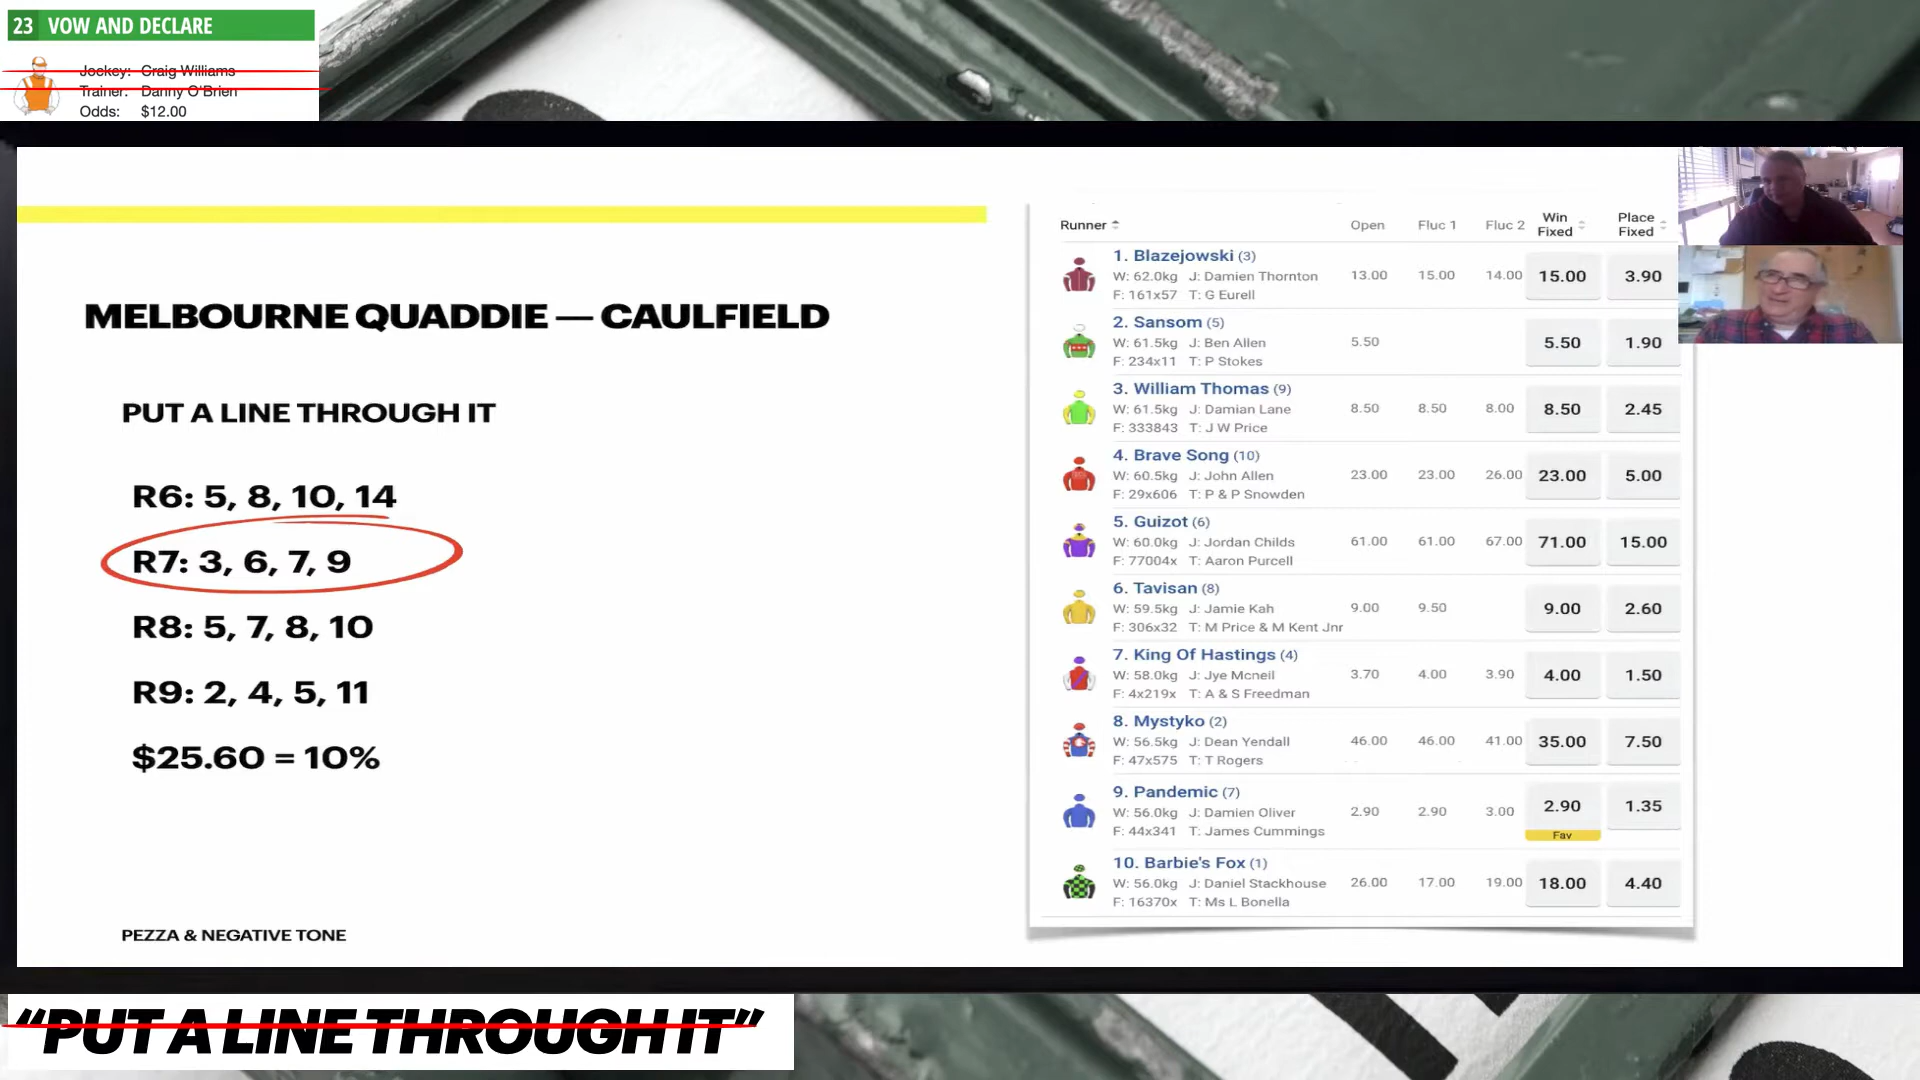 23 VOW AND DECLARE
Jockey: Craig Williams
Trainer: Danny O'Brien
Odds: $12.00
MELBOURNE QUADDIE — CAULFIELD
PUT A LINE THROUGH IT
R6: 5, 8, 10, 14
R7: 3, 6, 7, 9
R8: 5, 7, 8, 10
R9: 2, 4, 5, 11
$25.60 = 10%
PEZZA & NEGATIVE TONE
Runner Open Fluc 1 Fluc 2 Win Fixed Place Fixed
1. Blazejowski (3)
W: 62.0kg J: Damien Thornton 13.00 15.00 14.00 15.00 3.90
F: 161x57 T: G Eurell
2. Sansom (5)
W: 61.5kg J: Ben Allen 5.50 5.50 1.90
F: 234x11 T: P Stokes
3. William Thomas (9)
W: 61.5kg J: Damian Lane 8.50 8.50 8.00 8.50 2.45
F: 333843 T: J W Price
4. Brave Song (10)
W: 60.5kg J: John Allen 23.00 23.00 26.00 23.00 5.00
F: 29x606 T: P & P Snowden
5. Guizot (6)
W: 60.0kg J: Jordan Childs 61.00 61.00 67.00 71.00 15.00
F: 77004x T: Aaron Purcell
6. Tavisan (8)
W: 59.5kg J: Jamie Kah 9.00 9.50 9.00 2.60
F: 306x32 T: M Price & M Kent Jnr
7. King Of Hastings (4)
W: 58.0kg J: Jye Mcneil 3.70 4.00 3.90 4.00 1.50
F: 4x219x T: A & S Freedman
8. Mystyko (2)
W: 56.5kg J: Dean Yendall 46.00 46.00 41.00 35.00 7.50
F: 47x575 T: T Rogers
9. Pandemic (7)
W: 56.0kg J: Damien Oliver 2.90 2.90 3.00 2.90 1.35
F: 44x341 T: James Cummings Fav
10. Barbie's Fox (1)
W: 56.0kg J: Daniel Stackhouse 26.00 17.00 19.00 18.00 4.40
F: 16370x T: Ms L Bonella
"PUT A LINE THROUGH IT"